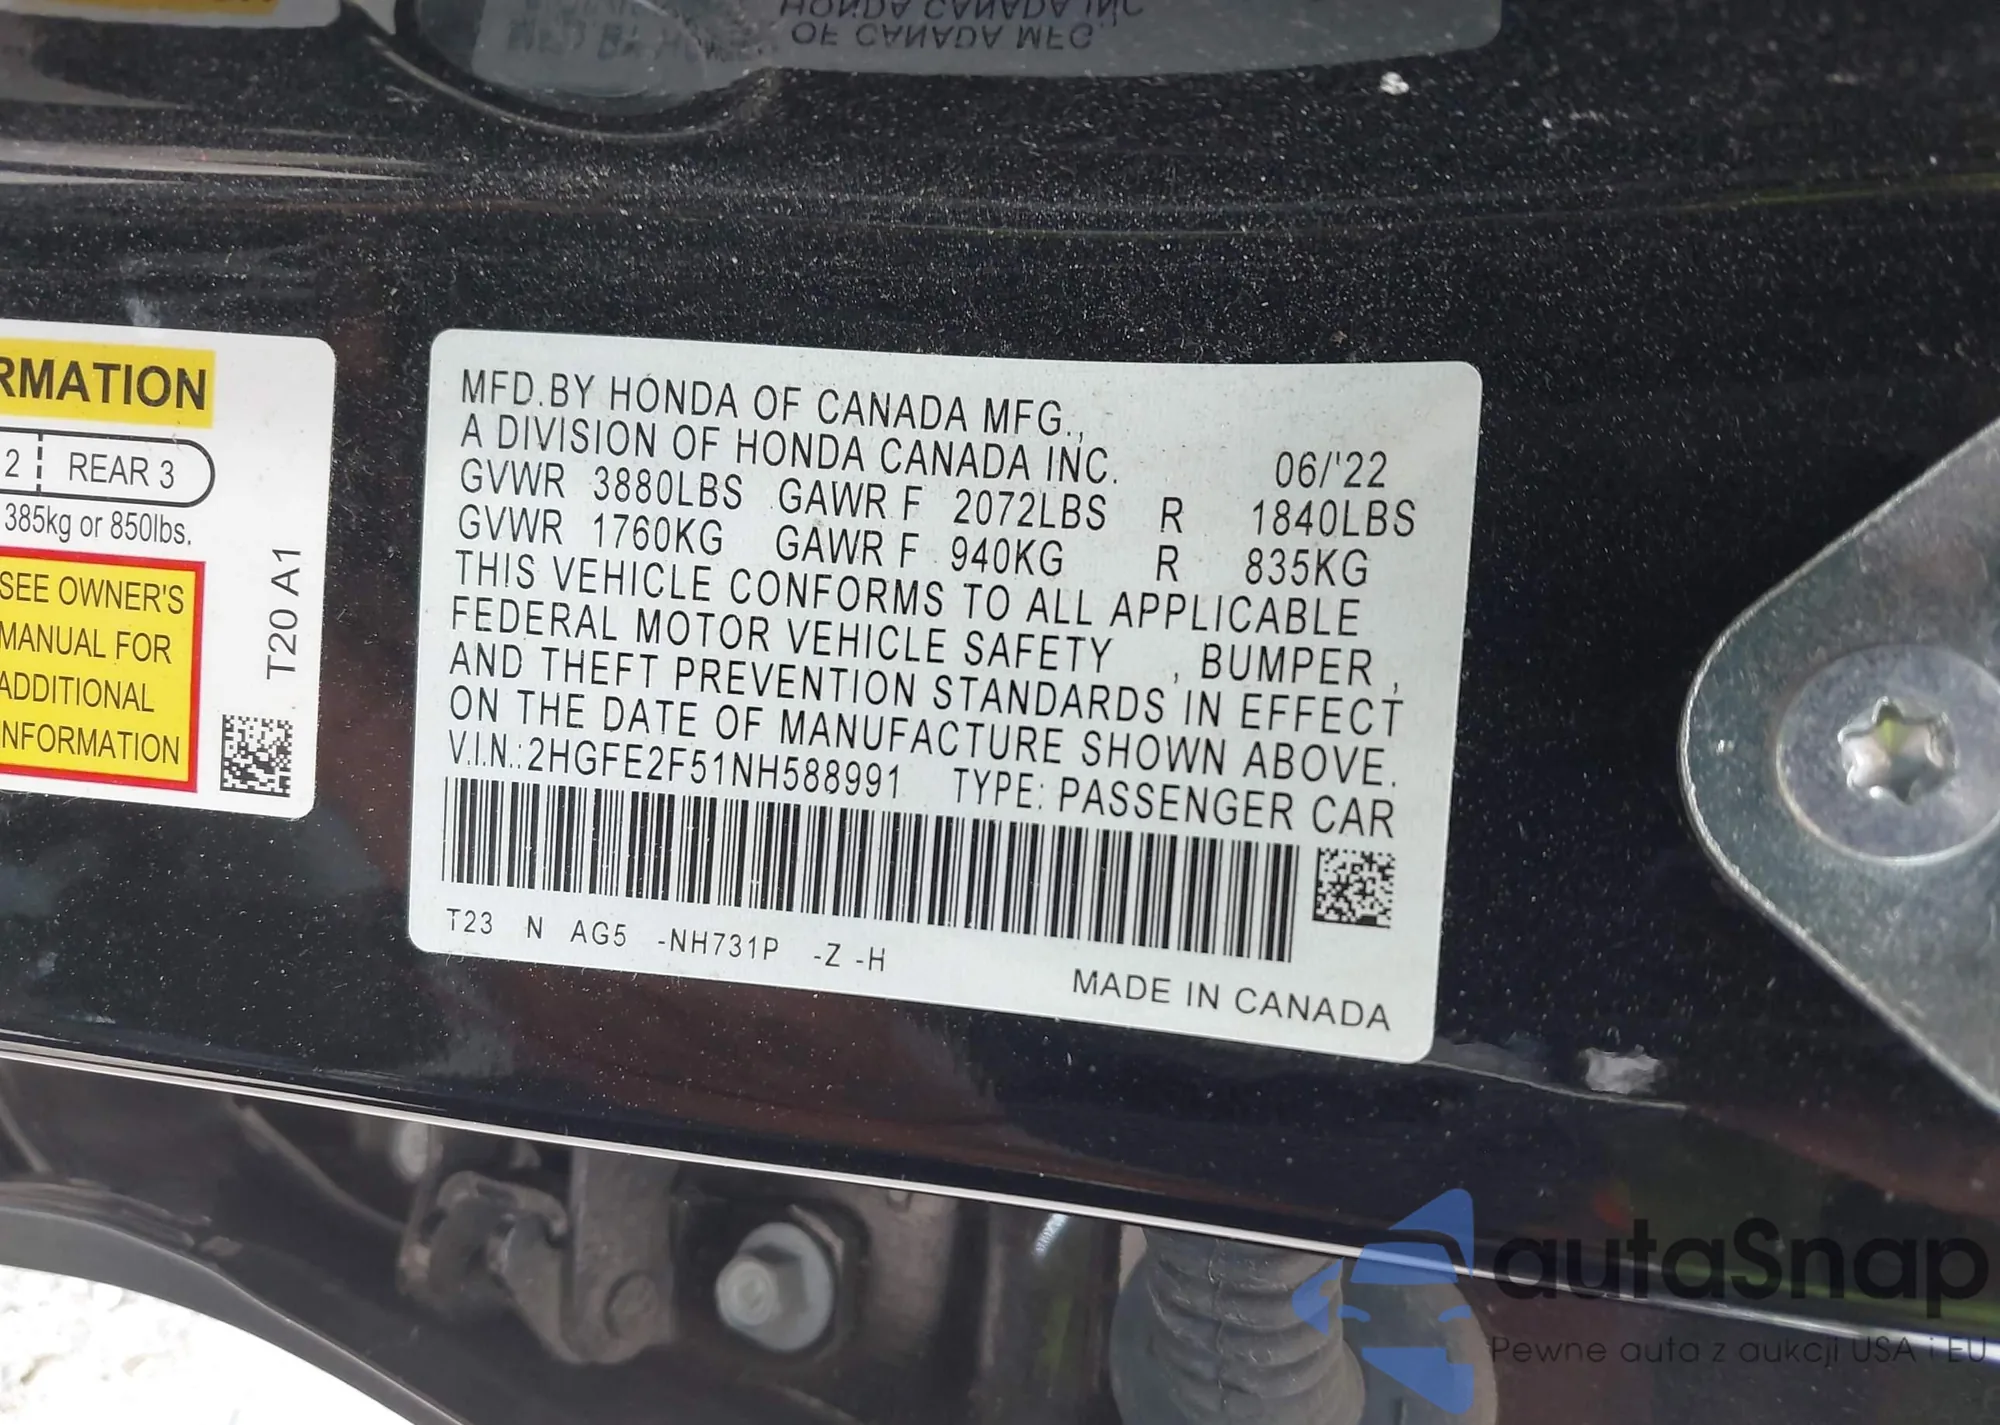 HONDA CANADA INC
OF CANADA MFG.,
RMATION
2 REAR 3
385kg or 850lbs.
SEE OWNER'S
MANUAL FOR
ADDITIONAL
INFORMATION
T20 A1
MFD.BY HONDA OF CANADA MFG.,
A DIVISION OF HONDA CANADA INC. 06/'22
GVWR 3880LBS GAWR F 2072LBS R 1840LBS
GVWR 1760KG GAWR F 940KG R 835KG
THIS VEHICLE CONFORMS TO ALL APPLICABLE
FEDERAL MOTOR VEHICLE SAFETY , BUMPER ,
AND THEFT PREVENTION STANDARDS IN EFFECT
ON THE DATE OF MANUFACTURE SHOWN ABOVE.
V.I.N.:2HGFE2F51NH588991 TYPE: PASSENGER CAR
T23 N AG5 -NH731P -Z -H
MADE IN CANADA
autaSnap
Pewne auta z aukcji USA i EU